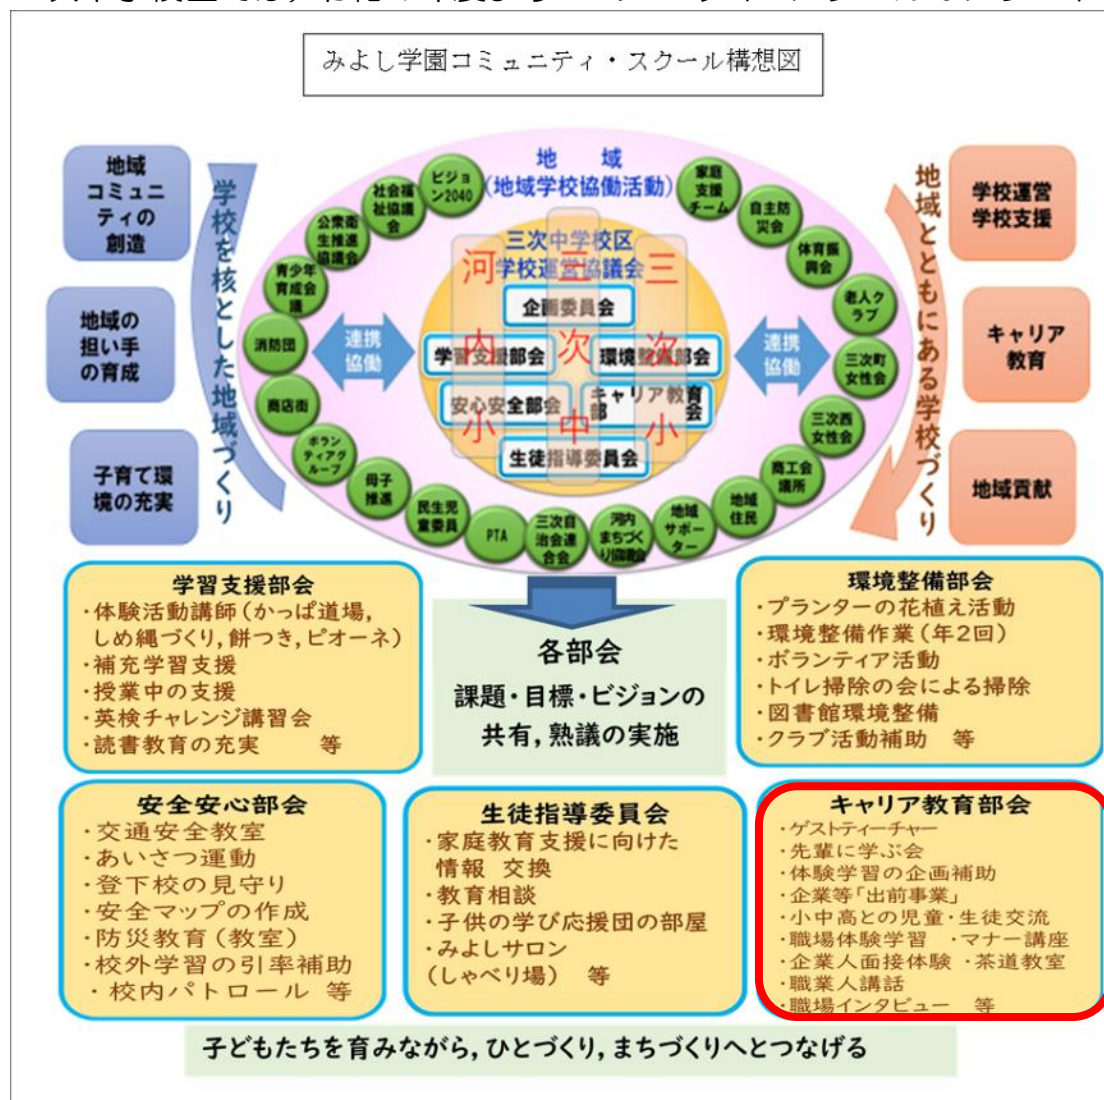 みよし学園コミュニティ・スクール構想図
地域
コミュニ
ティの
創造
地域の
担い手
の育成
子育て環
境の充実
学校を核とした地域づくり
地　域
(地域学校協働活動)
ビジョ
ン2040
社会福
祉協議
会
公衆衛
生推進
協議会
青少年
育成会
議
消防団
商店街
ボラン
ティアグ
ループ
母子
推進
民生児
童委員
PTA
三次自
治会連
合会
河内
まちづく
り協議会
地域
サポー
ター
地域
住民
商工会
議所
三次西
女性会
三次町
女性会
老人ク
ラブ
体育振
興会
自主防
災会
家庭
支援
チーム
連携
協働
連携
協働
三次中学校区
学校運営協議会
企画委員会
学習支援部会
環境整備部会
安心安全部会
キャリア教育
部会
生徒指導委員会
河内小
三次中
三次小
地域とともにある学校づくり
学校運営
学校支援
キャリア
教育
地域貢献
学習支援部会
・体験活動講師(かっぱ道場,
しめ縄づくり,餅つき,ピオーネ)
・補充学習支援
・授業中の支援
・英検チャレンジ講習会
・読書教育の充実　　等
各部会
課題・目標・ビジョンの
共有,熟議の実施
環境整備部会
・プランターの花植え活動
・環境整備作業(年2回)
・ボランティア活動
・トイレ掃除の会による掃除
・図書館環境整備
・クラブ活動補助　等
安全安心部会
・交通安全教室
・あいさつ運動
・登下校の見守り
・安全マップの作成
・防災教育(教室)
・校外学習の引率補助
・校内パトロール 等
生徒指導委員会
・家庭教育支援に向けた
情報 交換
・教育相談
・子供の学び応援団の部屋
・みよしサロン
(しゃべり場)　等
キャリア教育部会
・ゲストティーチャー
・先輩に学ぶ会
・体験学習の企画補助
・企業等「出前事業」
・小中高との児童・生徒交流
・職場体験学習　・マナー講座
・企業人面接体験 ・茶道教室
・職業人講話
・職場インタビュー　等
子どもたちを育みながら,ひとづくり,まちづくりへとつなげる